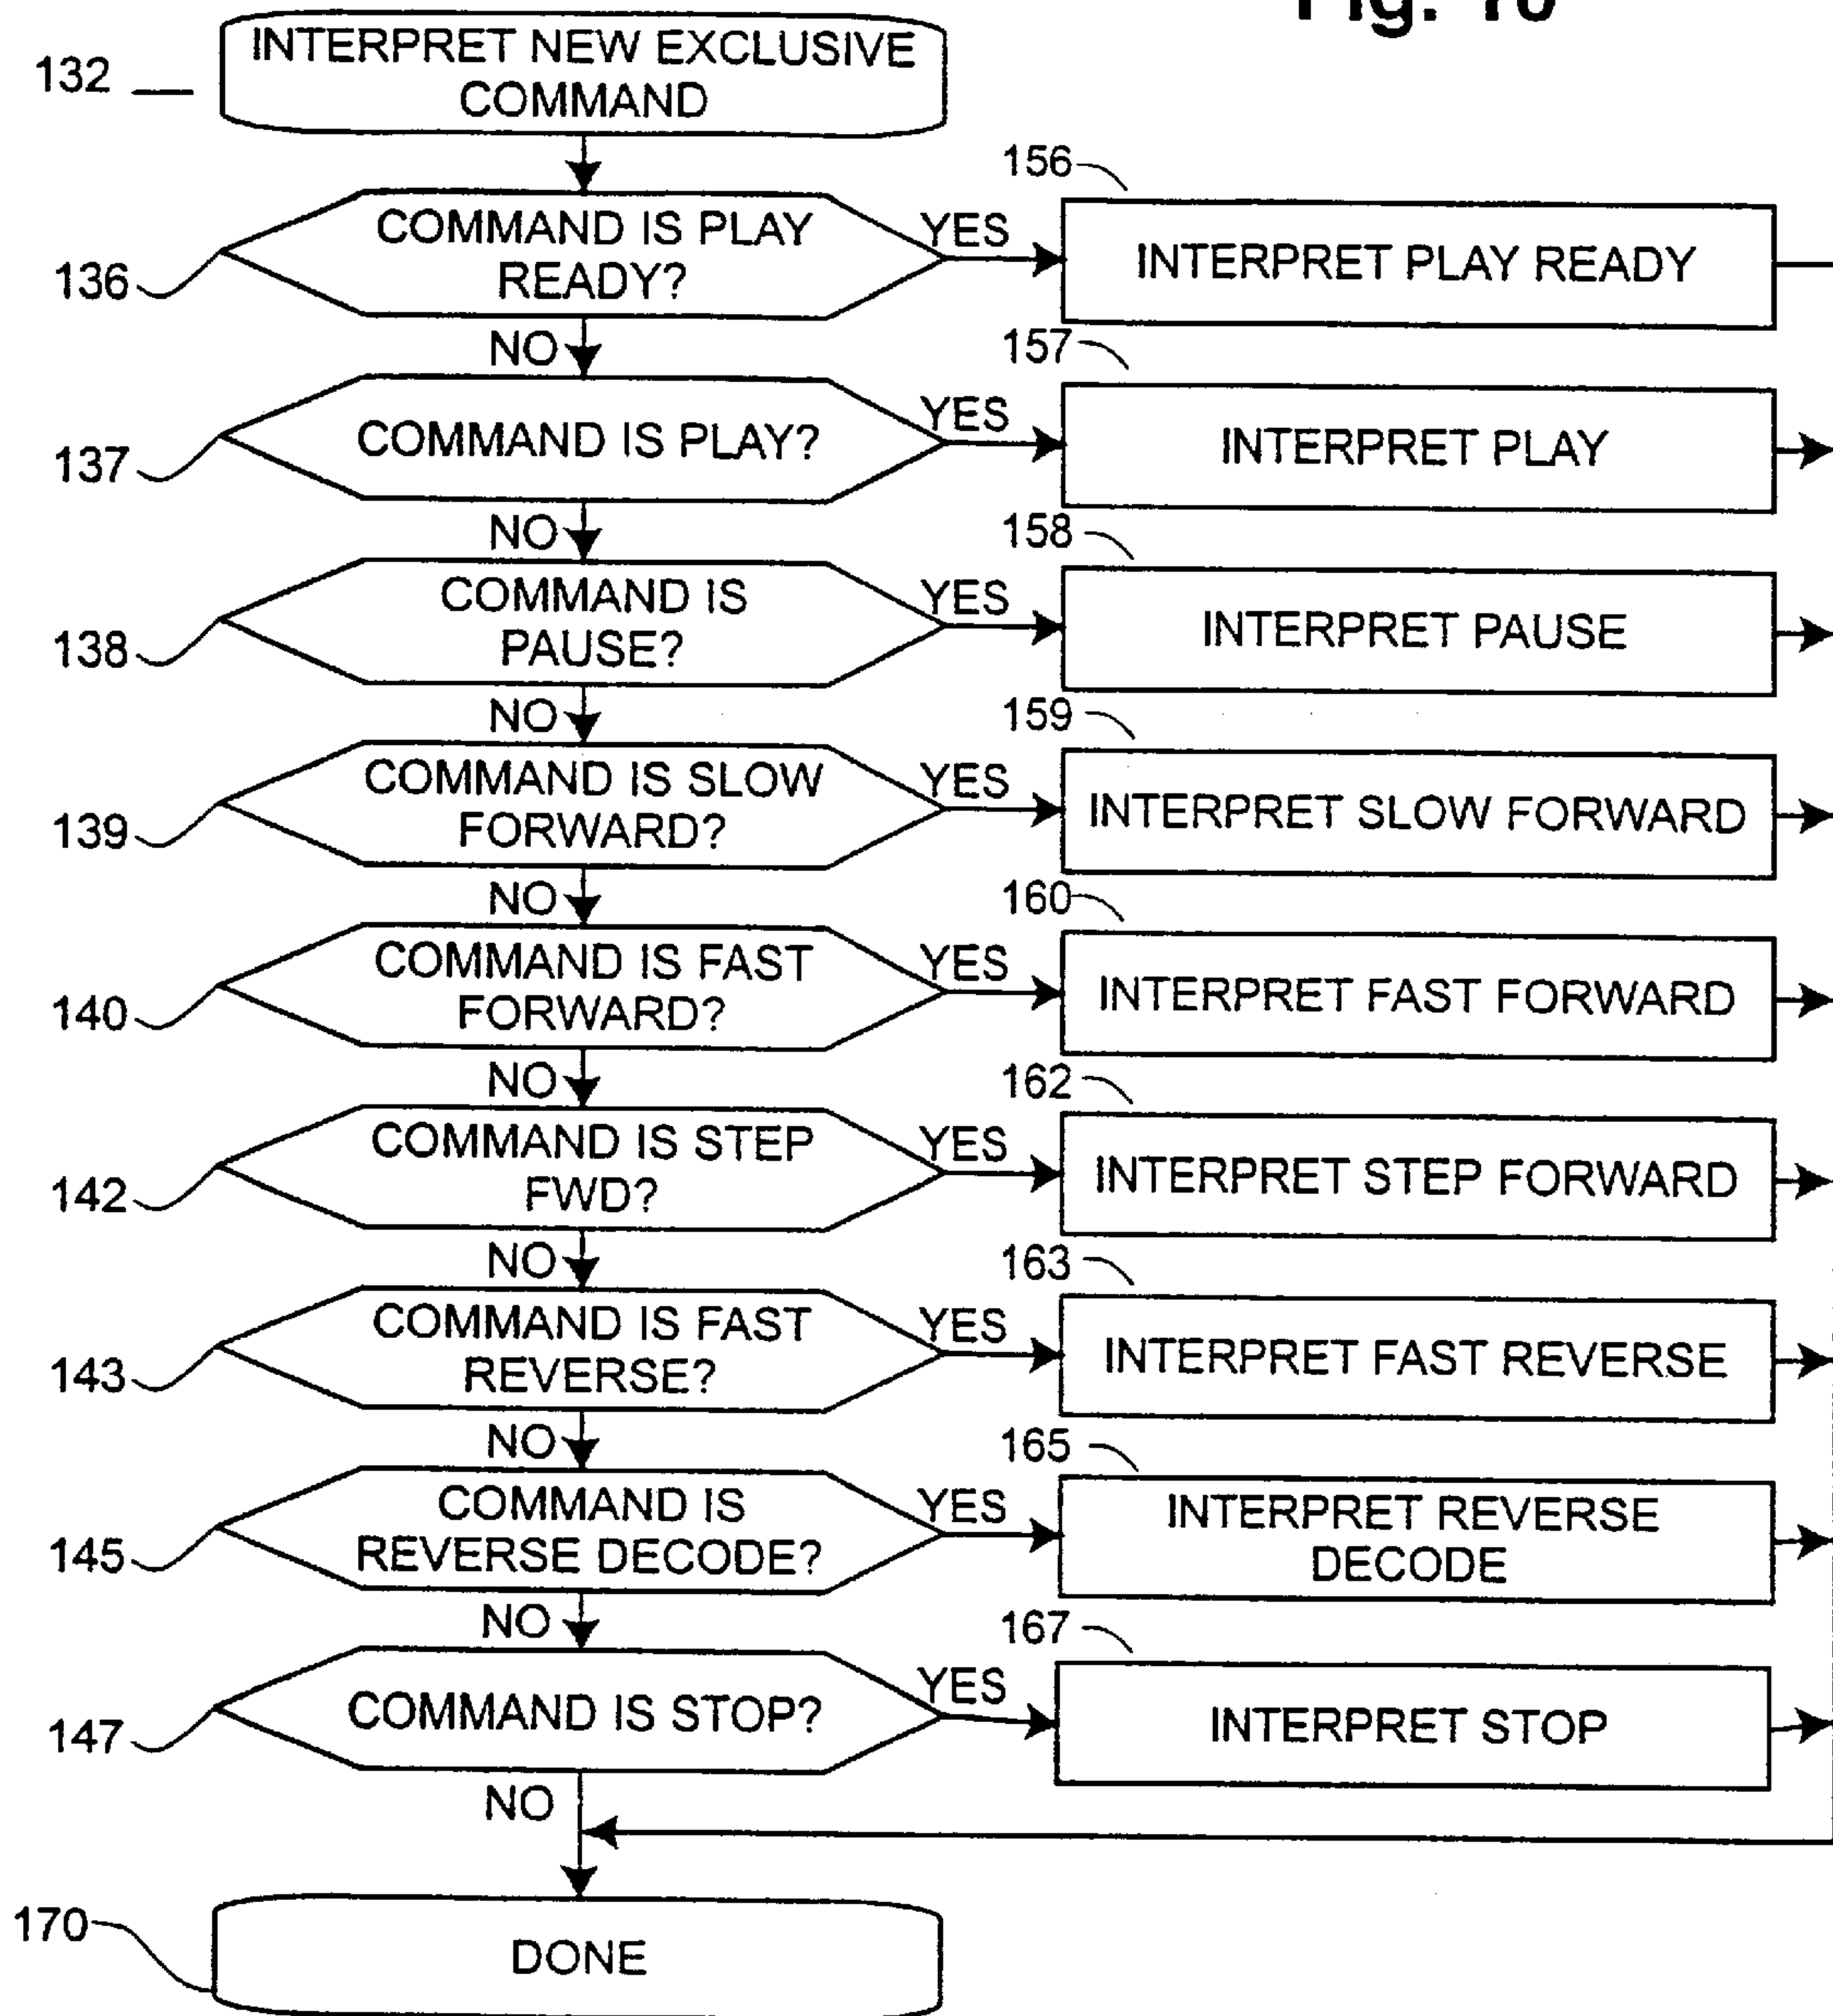 Fig. 10
132
INTERPRET NEW EXCLUSIVE
COMMAND
136
COMMAND IS PLAY
READY?
YES
156
INTERPRET PLAY READY
NO
137
COMMAND IS PLAY?
YES
157
INTERPRET PLAY
NO
138
COMMAND IS
PAUSE?
YES
158
INTERPRET PAUSE
NO
139
COMMAND IS SLOW
FORWARD?
YES
159
INTERPRET SLOW FORWARD
NO
140
COMMAND IS FAST
FORWARD?
YES
160
INTERPRET FAST FORWARD
NO
142
COMMAND IS STEP
FWD?
YES
162
INTERPRET STEP FORWARD
NO
143
COMMAND IS FAST
REVERSE?
YES
163
INTERPRET FAST REVERSE
NO
145
COMMAND IS
REVERSE DECODE?
YES
165
INTERPRET REVERSE
DECODE
NO
147
COMMAND IS STOP?
YES
167
INTERPRET STOP
NO
170
DONE